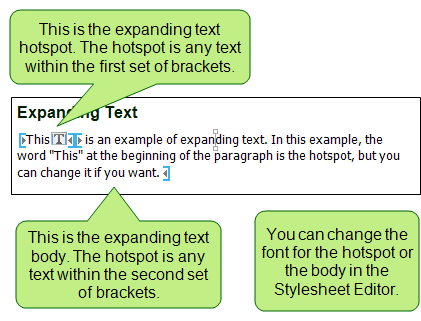 This is the expanding text
hotspot. The hotspot is any text
within the first set of brackets.
Expanding Text
This T is an example of expanding text. In this example, the
word "This" at the beginning of the paragraph is the hotspot, but you
can change it if you want.
This is the expanding text
body. The hotspot is any
text within the second set
of brackets.
You can change the
font for the hotspot or
the body in the
Stylesheet Editor.